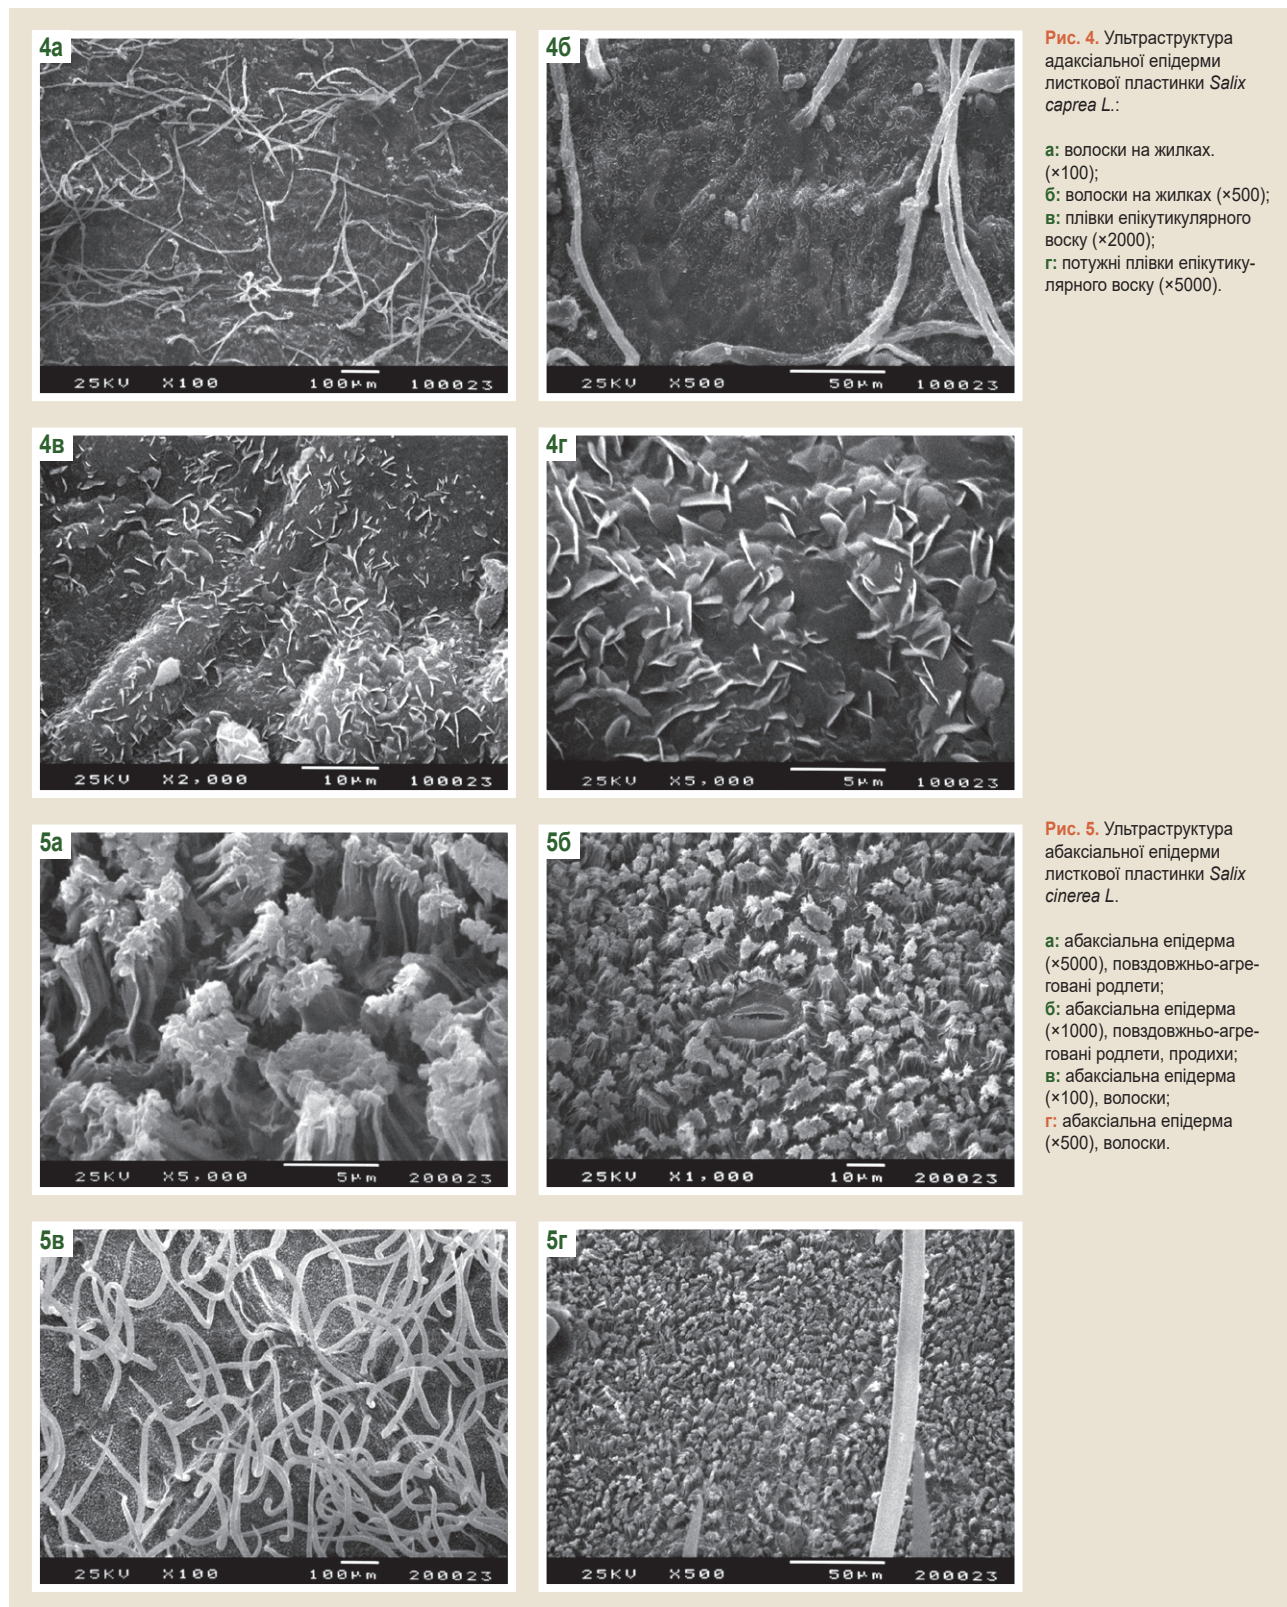 4а
25KV X100 100μm 100023
4б
25KV X500 50μm 100023
Рис. 4. Ультраструктура
адаксіальної епідерми
листкової пластинки Salix
caprea L.:
а: волоски на жилках.
(×100);
б: волоски на жилках (×500);
в: плівки епікутикулярного
воску (×2000);
г: потужні плівки епікутику-
лярного воску (×5000).
4в
25KV X2,000 10μm 100023
4г
25KV X5,000 5μm 100023
5а
25KV X5,000 5μm 200023
5б
25KV X1,000 10μm 200023
Рис. 5. Ультраструктура
абаксіальної епідерми
листкової пластинки Salix
cinerea L.
а: абаксіальна епідерма
(×5000), повздовжньо-агре-
говані родлети;
б: абаксіальна епідерма
(×1000), повздовжньо-агре-
говані родлети, продихи;
в: абаксіальна епідерма
(×100), волоски;
г: абаксіальна епідерма
(×500), волоски.
5в
25KV X100 100μm 200023
5г
25KV X500 50μm 200023